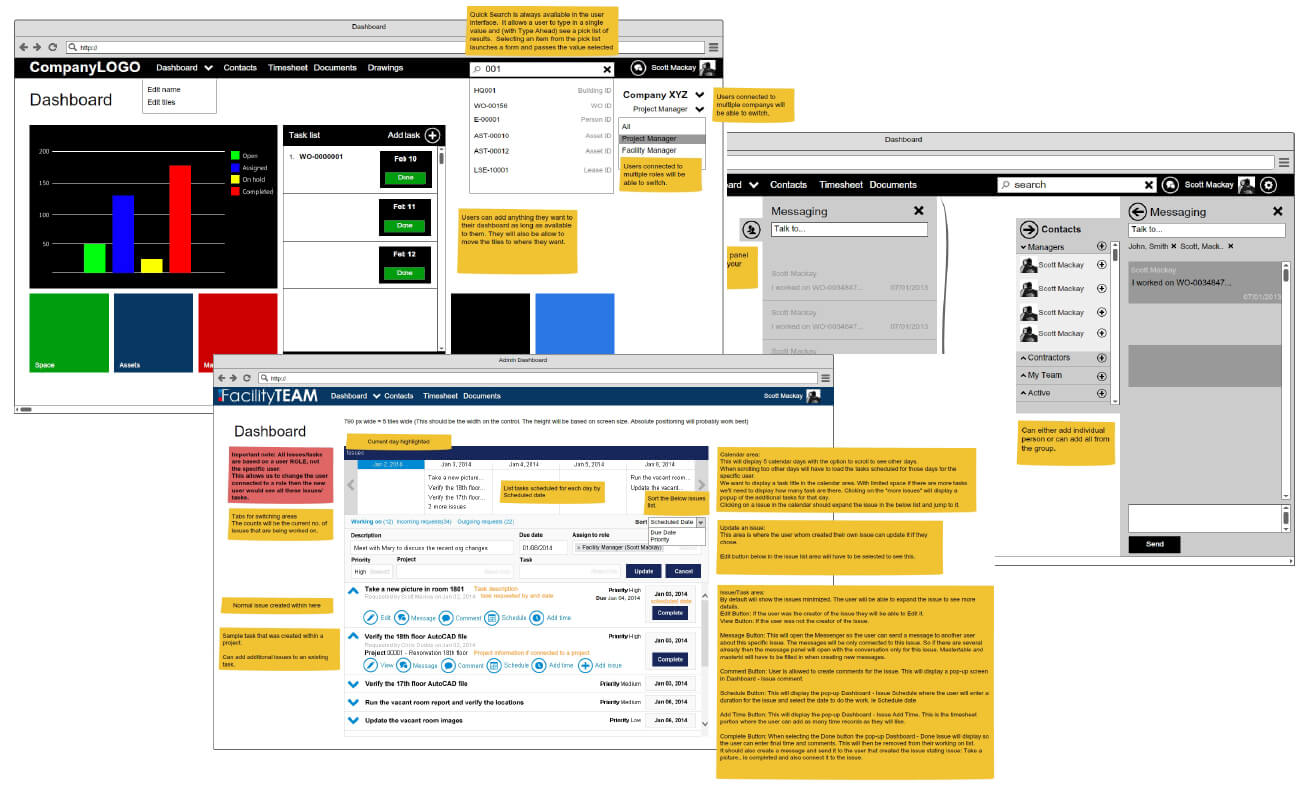 Dashboard
http://
CompanyLOGO
Dashboard
Contacts
Timesheet
Documents
Drawings
Edit name
Edit tiles
Dashboard
200
150
100
50
Open
Assigned
On hold
Completed
Task list
Add task
1. WO-0000001
Feb 10
Done
Feb 11
Done
Feb 12
Done
Space
Assets
Quick Search is always available in the user
interface. It allows a user to type in a single
value and (with Type Ahead) see a pick list of
results. Selecting an item from the pick list
launches a form and passes the value selected
001
Scott Mackay
HQ001 Building ID
WO-00156 WO ID
E-00001 Person ID
AST-00010 Asset ID
AST-00012 Asset ID
LSE-10001 Lease ID
Company XYZ
Project Manager
All
Project Manager
Facility Manager
Users connected to
multiple roles will be
able to switch.
Users connected to
multiple companys will
be able to switch.
Users can add anything they want to
their dashboard as long as available
to them. They will also be allow to
move the tiles to where they want.
Dashboard
Contacts
Timesheet
Documents
search
Scott Mackay
panel
your
Messaging
Talk to...
Scott Mackay
I worked on WO-0034847...
07/01/2013
Scott Mackay
I worked on WO-0034847...
07/01/2013
Scott Mackay
Contacts
Managers
Scott Mackay
Scott Mackay
Scott Mackay
Scott Mackay
Contractors
My Team
Active
Messaging
Talk to...
John, Smith
Scott, Mack..
Scott Mackay
I worked on WO-0034847...
07/01/2013
Send
Can either add individual
person or can add all from
the group.
Admin Dashboard
http://
FacilityTEAM
Dashboard
Contacts
Timesheet
Documents
Scott Mackay
790 px wide = 5 tiles wide (This should be the width on the control. The height will be based on screen size. Absolute positioning will probably work best)
Dashboard
Current day highlighted
Issues
Jan 2, 2014
Jan 3, 2014
Jan 4, 2014
Jan 5, 2014
Jan 6, 2014
Take a new picture...
Verify the 18th floor...
Verify the 17th floor...
2 more issues
List tasks scheduled for each day by
Scheduled date
Run the vacant room...
Update the vacant...
Sort the Below issues
list.
Important note: All issues/tasks
are based on a user ROLE, not
the specific user.
This allows us to change the user
connected to a role then the new
user would see all these issues/
tasks.
Tabs for switching areas
The counts will be the current no. of
issues that are being worked on.
Working on (12)
Incoming requests(34)
Outgoing requests (22)
Sort
Scheduled Date
Due Date
Priority
Description
Due date
Assign to role
Meet with Mary to discuss the recent org changes
01/08/2014
Facility Manager (Scott Mackay)
Priority
Project
Task
High
Update
Cancel
Take a new picture in room 1801
Task description
Requested by Scott Mackay on Jan 02, 2014
task requested by and date
Priority High
Due Jan 04, 2014
Jan 03, 2014
scheduled date
Complete
Edit
Message
Comment
Schedule
Add time
Normal issue created within here
Verify the 18th floor AutoCAD file
Priority High
Jan 03, 2014
Complete
Project 00001 - Renovation 18th floor
Project information if connected to a project
View
Message
Comment
Schedule
Add time
Add issue
Sample task that was created within a
project.
Can add additional issues to an existing
task.
Verify the 17th floor AutoCAD file
Priority Medium
Jan 03, 2014
Run the vacant room report and verify the locations
Priority Medium
Jan 06, 2014
Update the vacant room images
Priority Low
Jan 06, 2014
Calendar area:
This will display 5 calendar days with the option to scroll to see other days.
When scrolling too other days will have to load the tasks scheduled for those days for the
specific user.
We want to display a task title in the calendar area. With limited space if there are more tasks
we'll need to display how many task are there. Clicking on the "more issues" will display a
popup of the additional tasks for that day.
Clicking on a issue in the calendar should expand the issue in the below list and jump to it.
Update an issue:
This area is where the user whom created their own issue can update it if they
chose.
Edit button below in the issue list area will have to be selected to see this.
Issue/Task area:
By default will show the issues minimized. The user will be able to expand the issue to see more
details.
Edit Button: If the user was the creator of the issue they will be able to Edit it.
View Button: If the user was not the creator of the issue.
Message Button: This will open the Messenger so the user can send a message to another user
about this specific issue. The messages will be only connected to this issue. So if there are several
already then the message panel will open with the conversation only for this issue. Mastertable and
masterid will have to be filled in when creating new messages.
Comment Button: User is allowed to create comments for the issue. This will display a pop-up screen
in Dashboard - Issue comment
Schedule Button: This will display the pop-up Dashboard - Issue Schedule where the user will enter a
duration for the issue and select the date to do the work. ie Schedule date
Add Time Button: This will display the pop-up Dashboard - Issue Add Time. This is the timesheet
portion where the user can add as many time records as they will like.
Complete Button: When selecting the Done button the pop-up Dashboard - Done Issue will display so
the user can enter final time and comments. This will then be removed from their working on list.
It should also create a message and send it to the user that created the issue stating issue: Take a
picture.. is completed and also connect it to the issue.